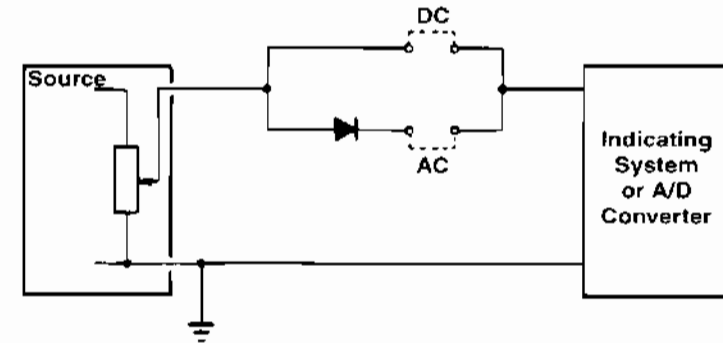 DC
Source
AC
Indicating
System
or A/D
Converter